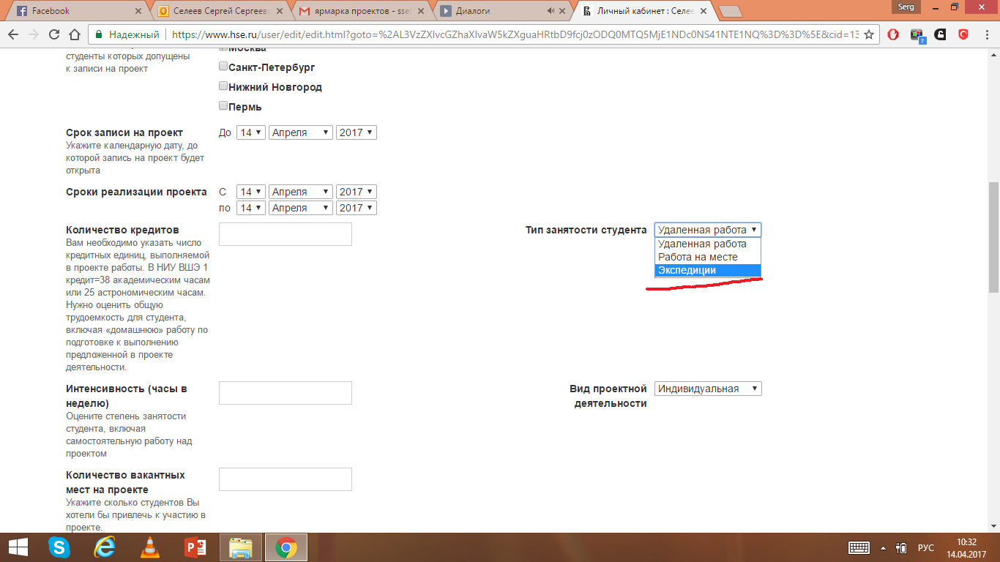 Facebook
Селеев Сергей Сергееви
ярмарка проектов - ssel
Диалоги
Личный кабинет : Селее
Serg
Надежный
https://www.hse.ru/user/edit/edit.html?goto=%2AL3VzZXIvcGZhaXIvaW5kZXguaHRtbD9fcj0zODQ0MTQ5MjE1NDc0NS41NTE1NQ%3D%3D%5E&cid=13
студенты которых допущены
к записи на проект
Москва
Санкт-Петербург
Нижний Новгород
Пермь
Срок записи на проект
Укажите календарную дату, до
которой запись на проект будет
открыта
До 14 Апреля 2017
Сроки реализации проекта
С 14 Апреля 2017
по 14 Апреля 2017
Количество кредитов
Вам необходимо указать число
кредитных единиц, выполняемой
в проекте работы. В НИУ ВШЭ 1
кредит=38 академическим часам
или 25 астрономическим часам.
Нужно оценить общую
трудоемкость для студента,
включая «домашнюю» работу по
подготовке к выполнению
предложенной в проекте
деятельности.
Тип занятости студента
Удаленная работа
Удаленная работа
Работа на месте
Экспедиции
Интенсивность (часы в
неделю)
Оцените степень занятости
студента, включая
самостоятельную работу над
проектом
Вид проектной
деятельности
Индивидуальная
Количество вакантных
мест на проекте
Укажите сколько студентов Вы
хотели бы привлечь к участию в
проекте.
РУС
10:32
14.04.2017